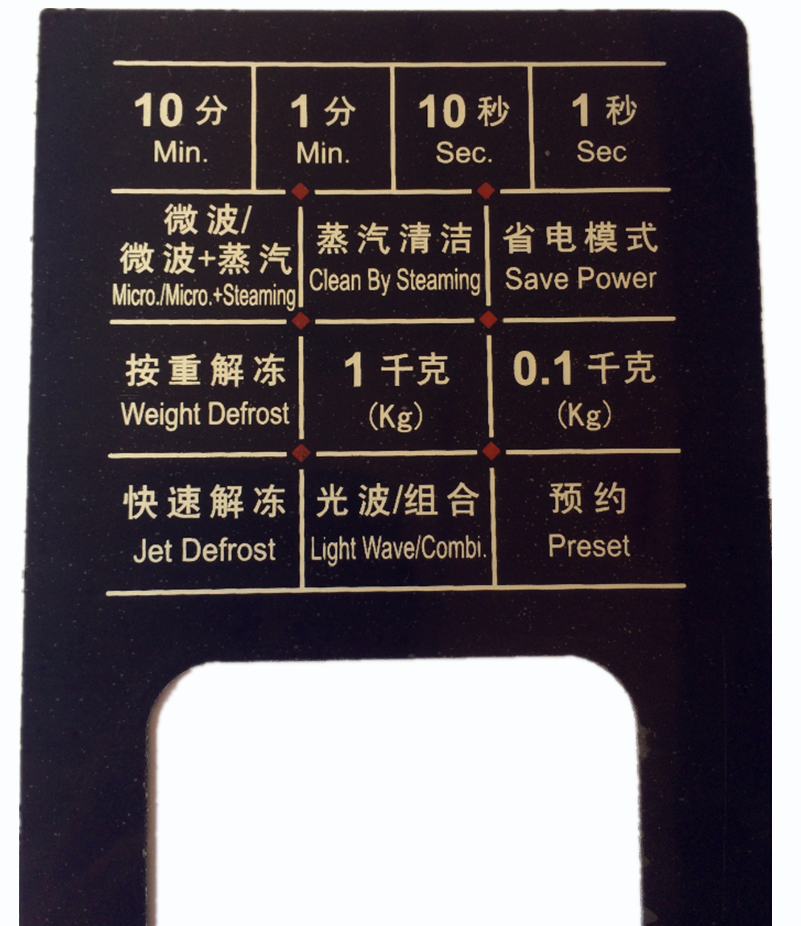 10 分 1 分 10 秒 1 秒
Min. Min. Sec. Sec
微波/
微波+蒸汽
Micro./Micro.+Steaming
蒸汽清洁
Clean By Steaming
省电模式
Save Power
按重解冻
Weight Defrost
1 千克
(Kg)
0.1 千克
(Kg)
快速解冻
Jet Defrost
光波/组合
Light Wave/Combi.
预约
Preset